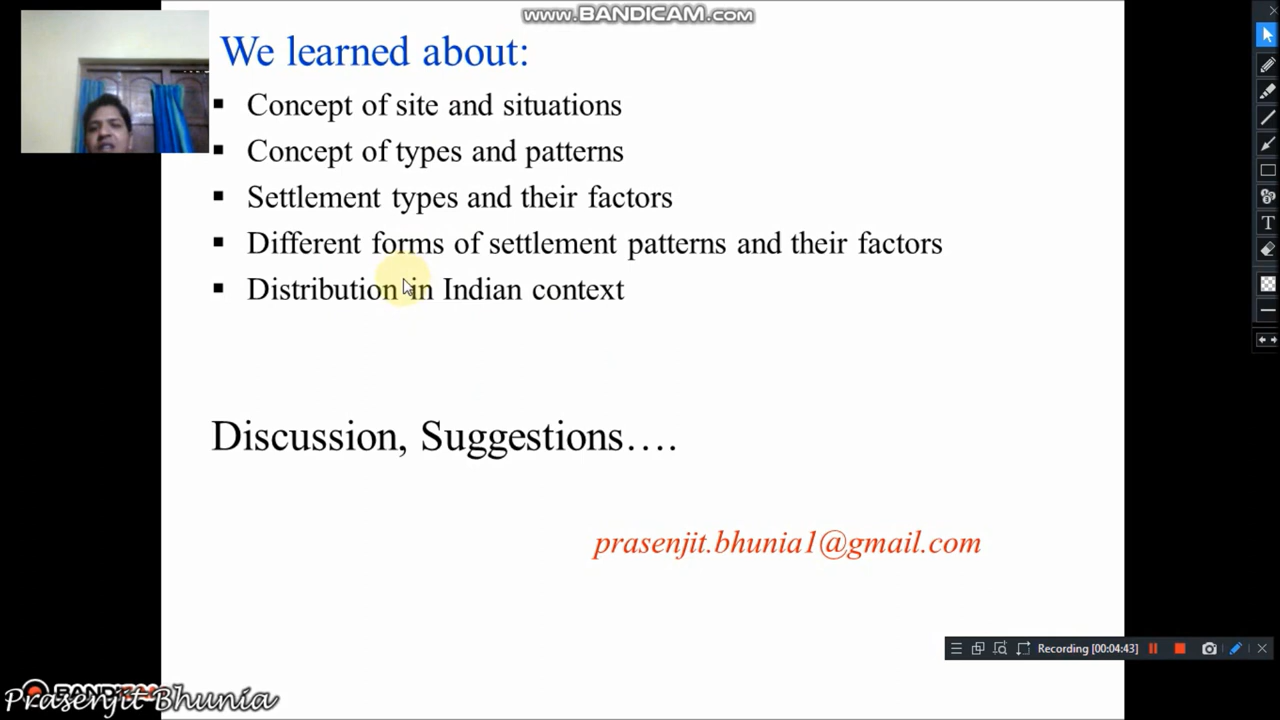 www.BANDICAM.com
We learned about:
▪ Concept of site and situations
▪ Concept of types and patterns
▪ Settlement types and their factors
▪ Different forms of settlement patterns and their factors
▪ Distribution in Indian context
Discussion, Suggestions….
prasenjit.bhunia1@gmail.com
Recording [00:04:43]
BANDICAM
Prasenjit Bhunia